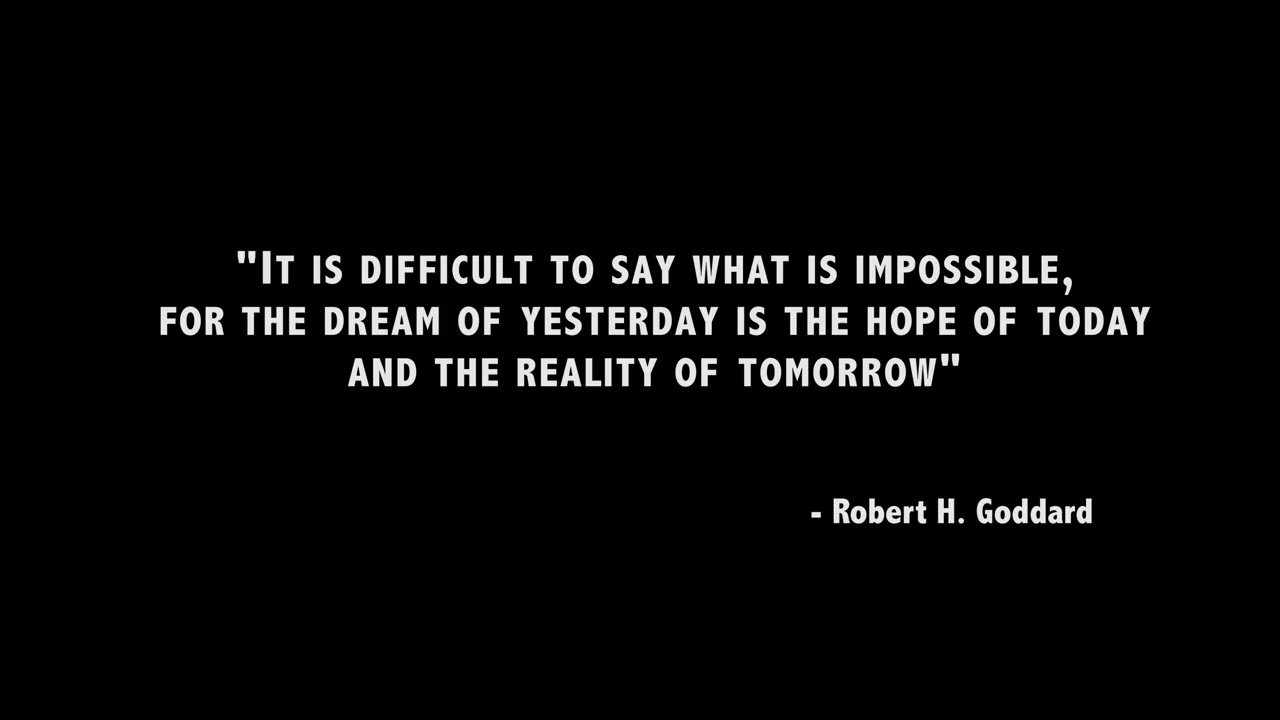 "It is difficult to say what is impossible,
for the dream of yesterday is the hope of today
and the reality of tomorrow"
- Robert H. Goddard